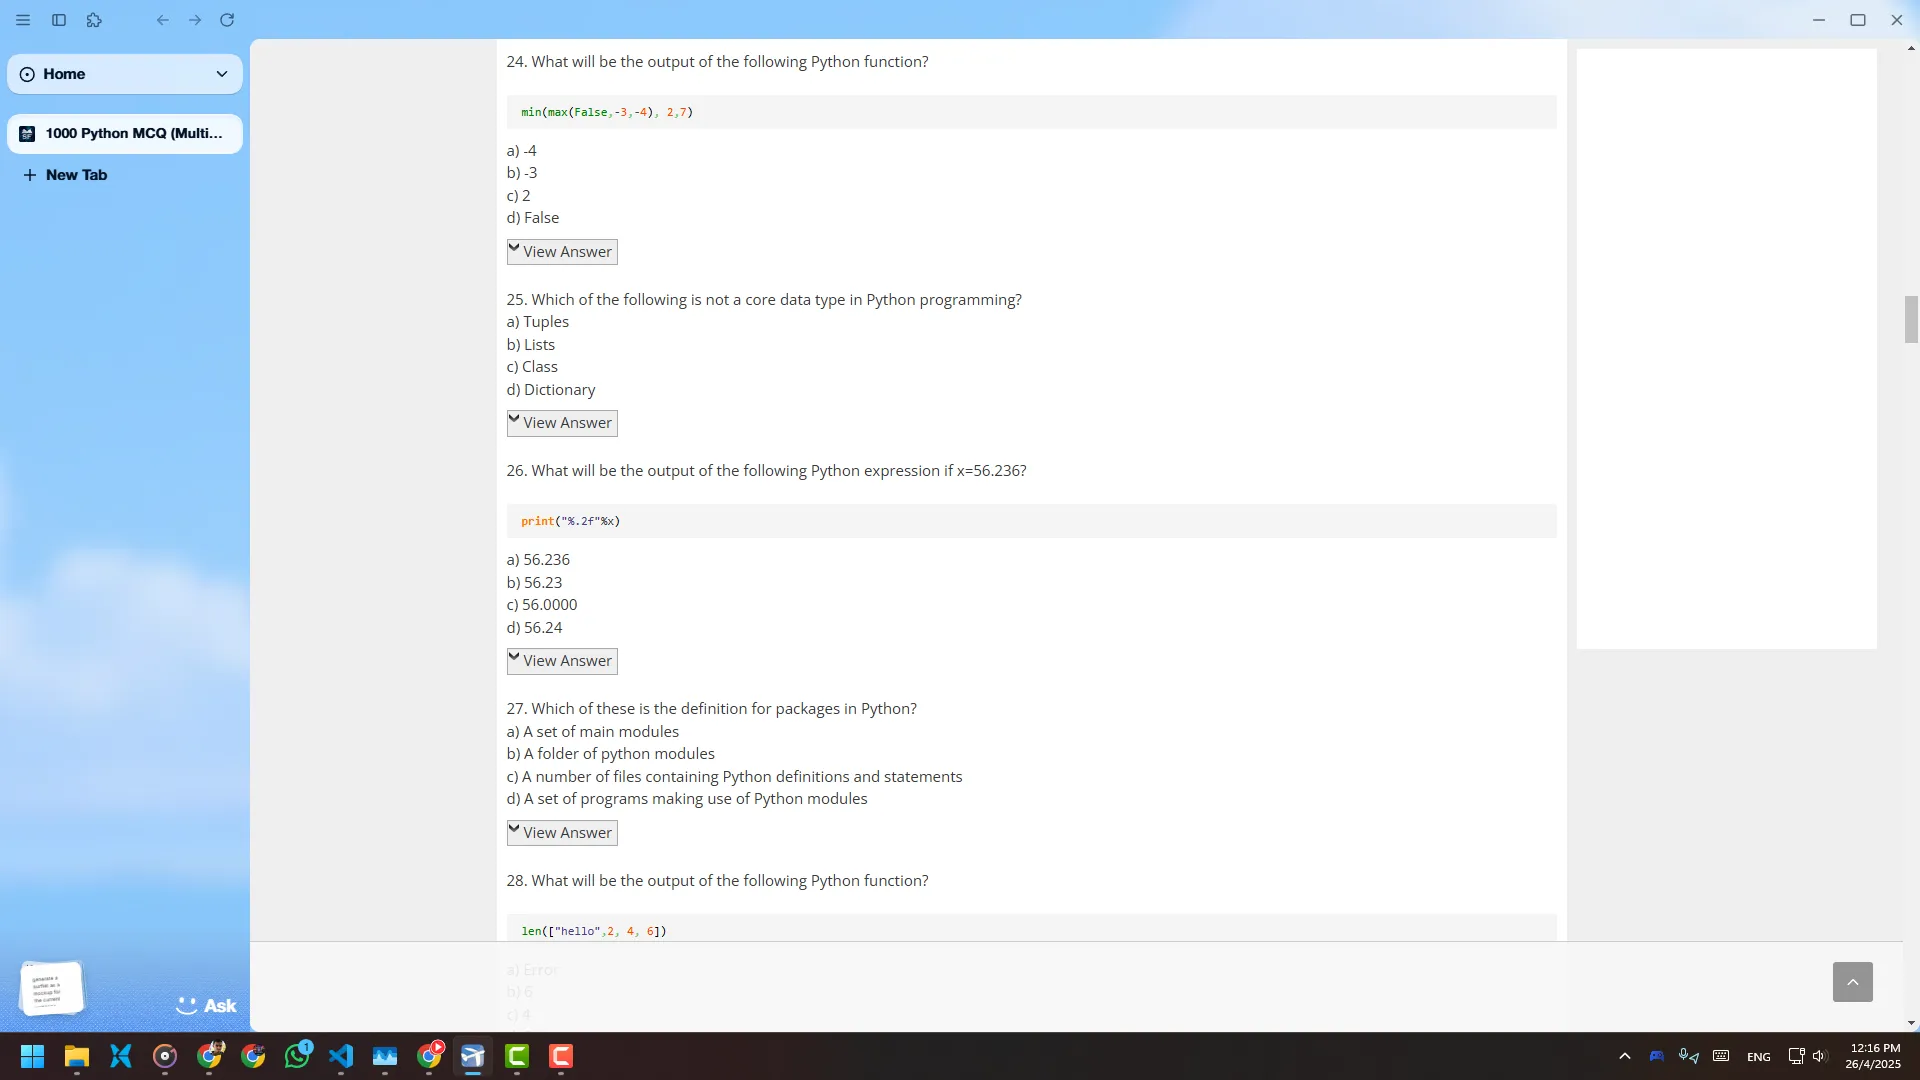 Home
1000 Python MCQ (Multi...
New Tab
24. What will be the output of the following Python function?
min(max(False,-3,-4), 2,7)
a) -4
b) -3
c) 2
d) False
View Answer
25. Which of the following is not a core data type in Python programming?
a) Tuples
b) Lists
c) Class
d) Dictionary
View Answer
26. What will be the output of the following Python expression if x=56.236?
print("%.2f"%x)
a) 56.236
b) 56.23
c) 56.0000
d) 56.24
View Answer
27. Which of these is the definition for packages in Python?
a) A set of main modules
b) A folder of python modules
c) A number of files containing Python definitions and statements
d) A set of programs making use of Python modules
View Answer
28. What will be the output of the following Python function?
len(["hello",2, 4, 6])
a) Error
b) 6
c) 4
Ask
1
ENG
12:16 PM
26/4/2025